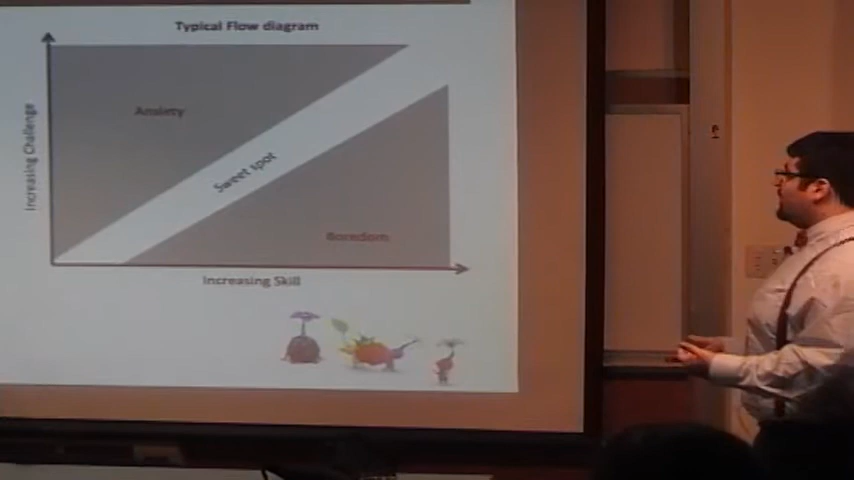 Typical Flow diagram
Increasing Challenge
Anxiety
Sweet spot
Boredom
Increasing Skill